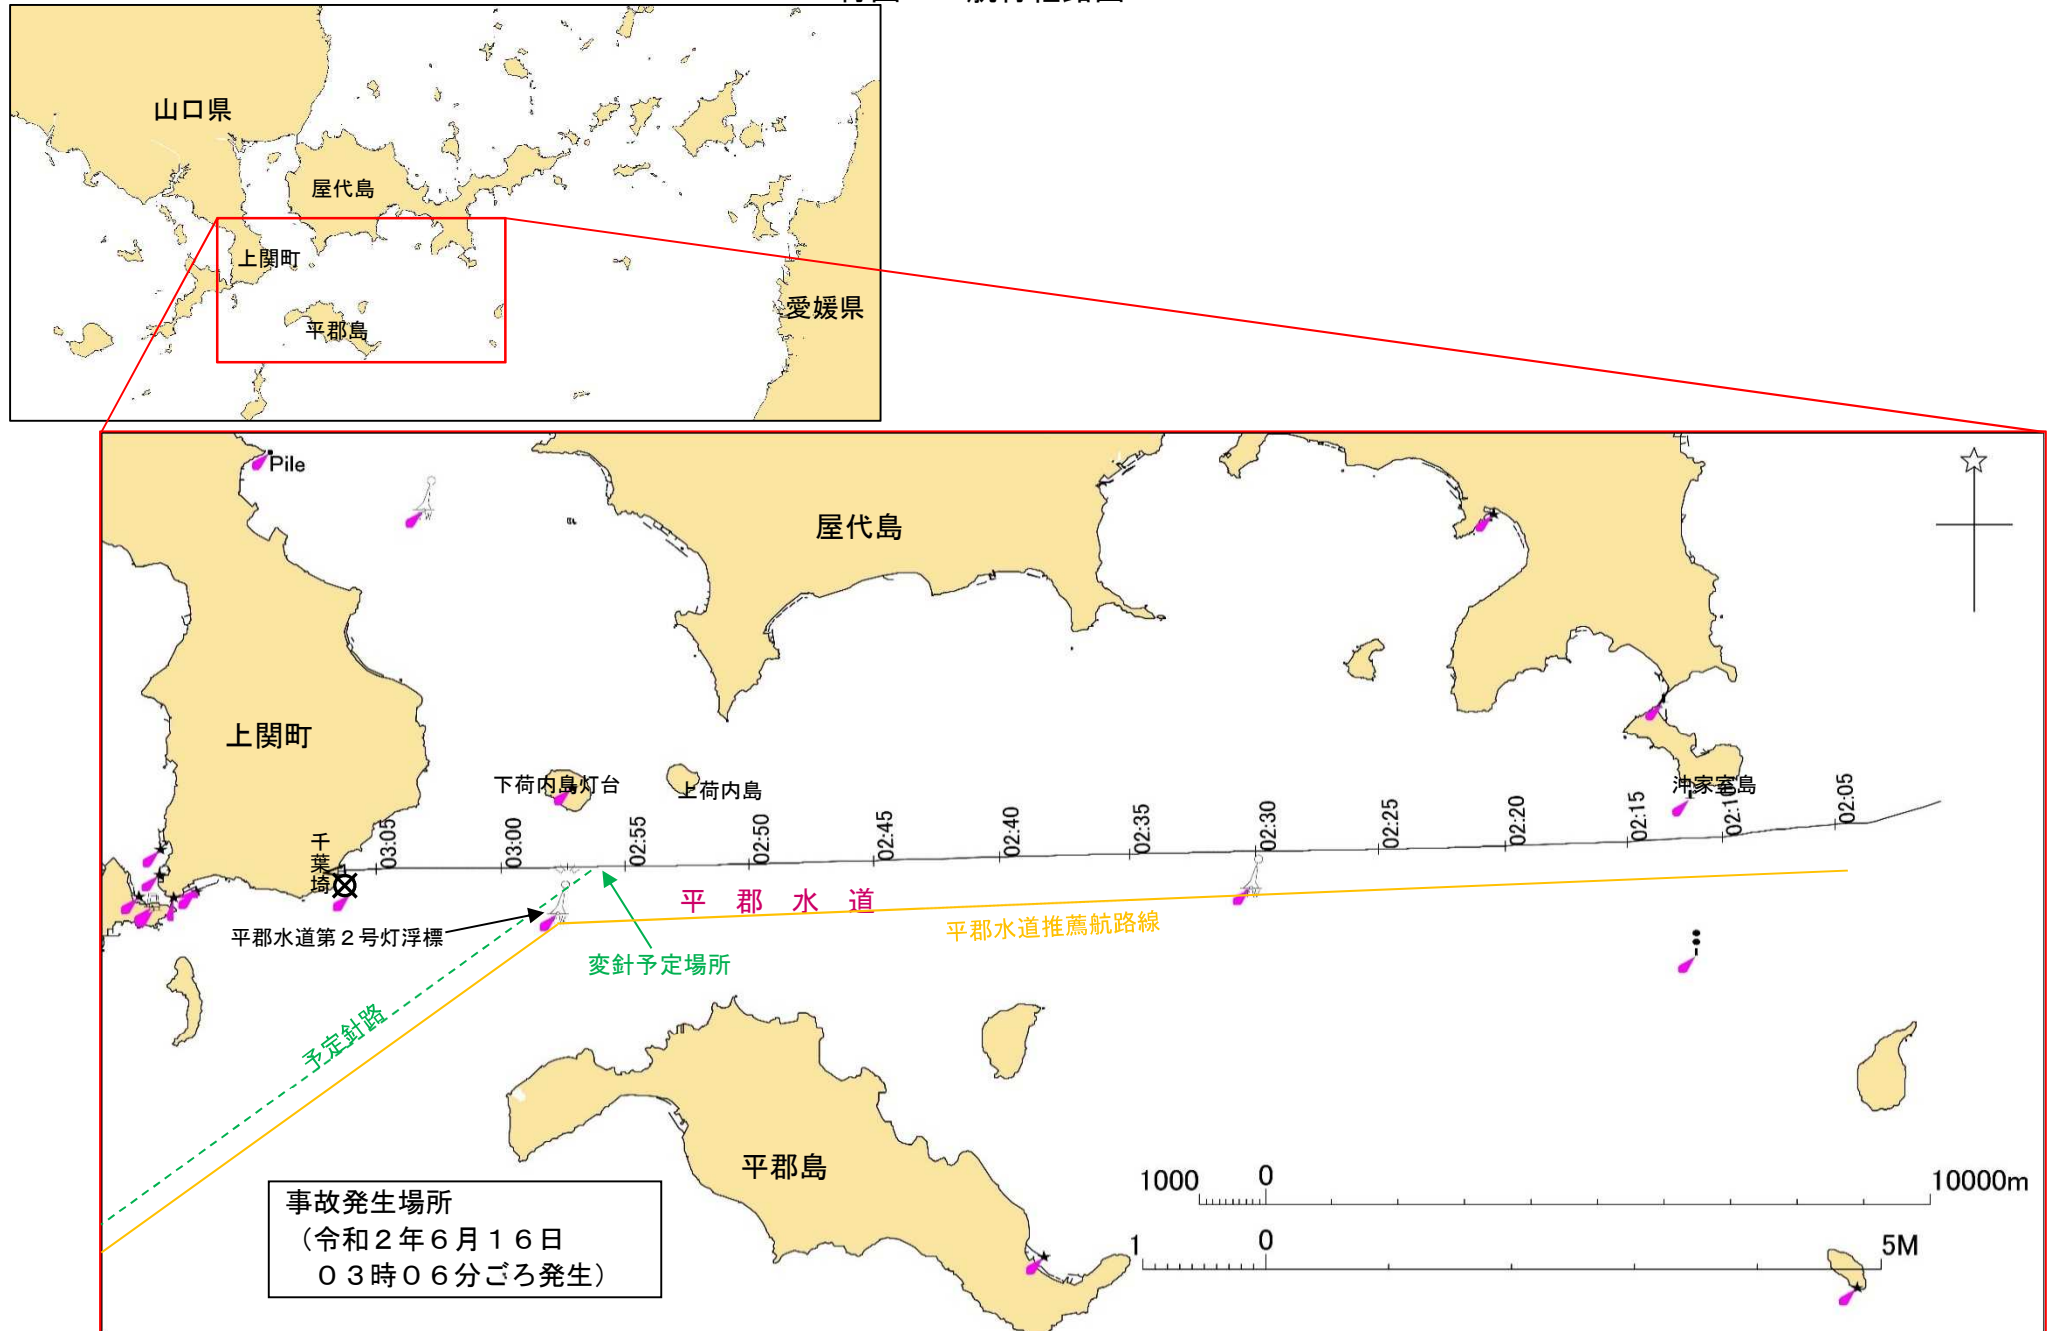 山口県
屋代島
上関町
平郡島
愛媛県
Pile
屋代島
上関町
下荷内島灯台
上荷内島
沖家室島
千葉埼
03:05
03:00
02:55
02:50
02:45
02:40
02:35
02:30
02:25
02:20
02:15
02:10
02:05
平郡水道
平郡水道第２号灯浮標
平郡水道推薦航路線
変針予定場所
予定針路
平郡島
事故発生場所
（令和２年６月１６日
０３時０６分ごろ発生）
1000 0 10000m
1 0 5M